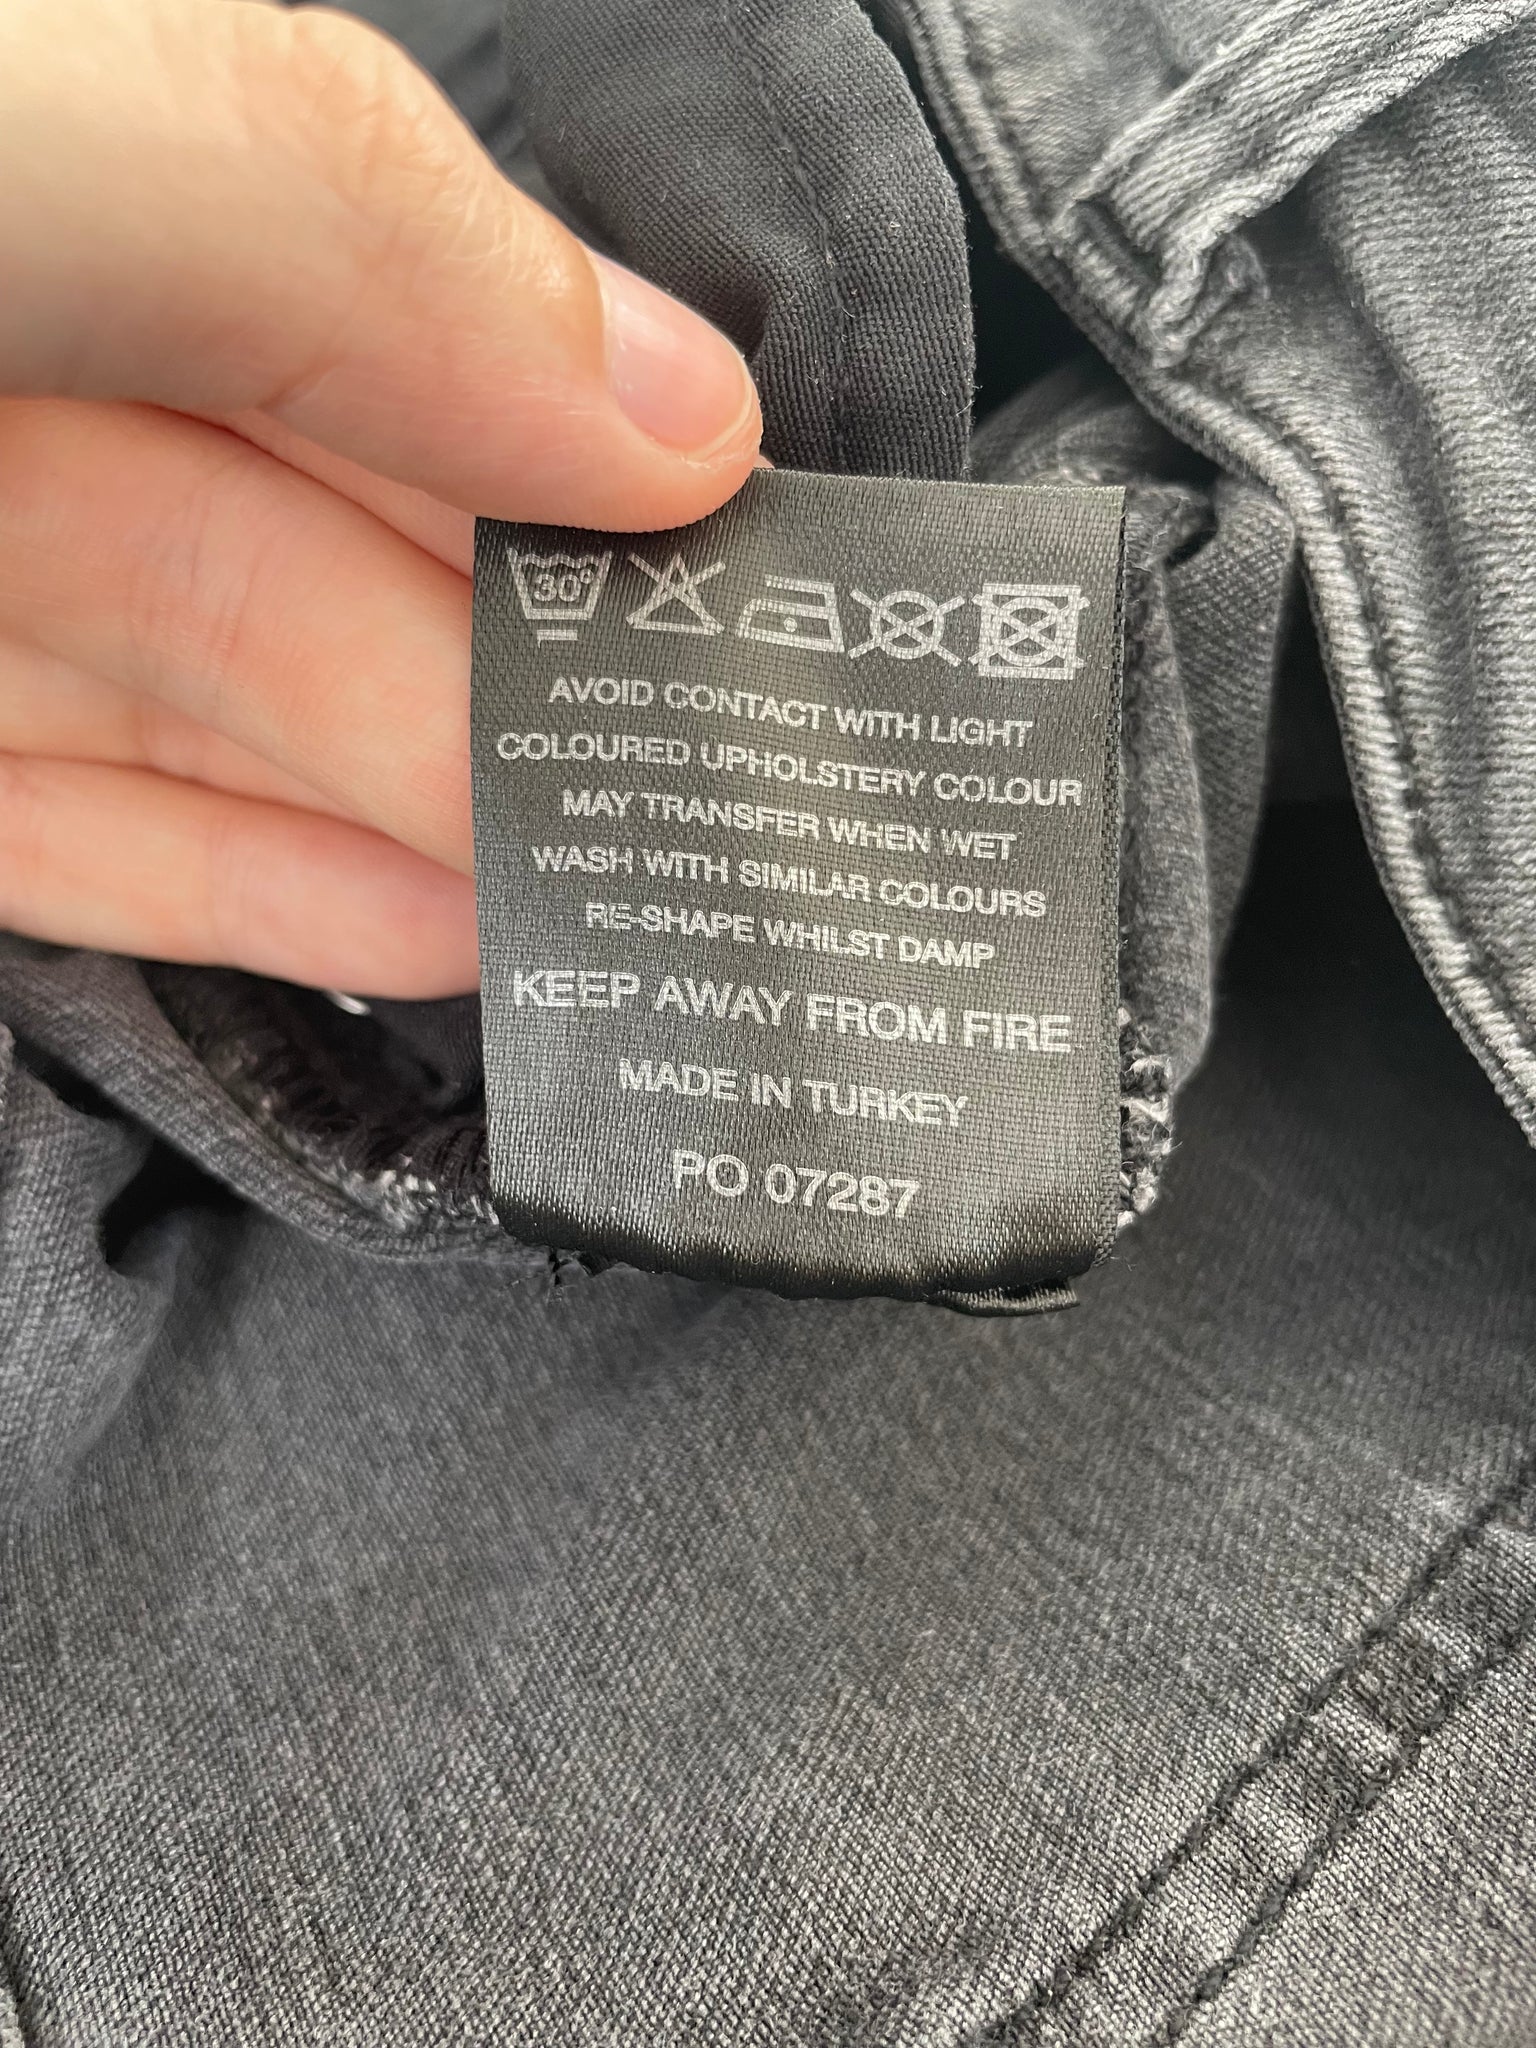 30°
AVOID CONTACT WITH LIGHT
COLOURED UPHOLSTERY COLOUR
MAY TRANSFER WHEN WET
WASH WITH SIMILAR COLOURS
RE-SHAPE WHILST DAMP
KEEP AWAY FROM FIRE
MADE IN TURKEY
PO 07287